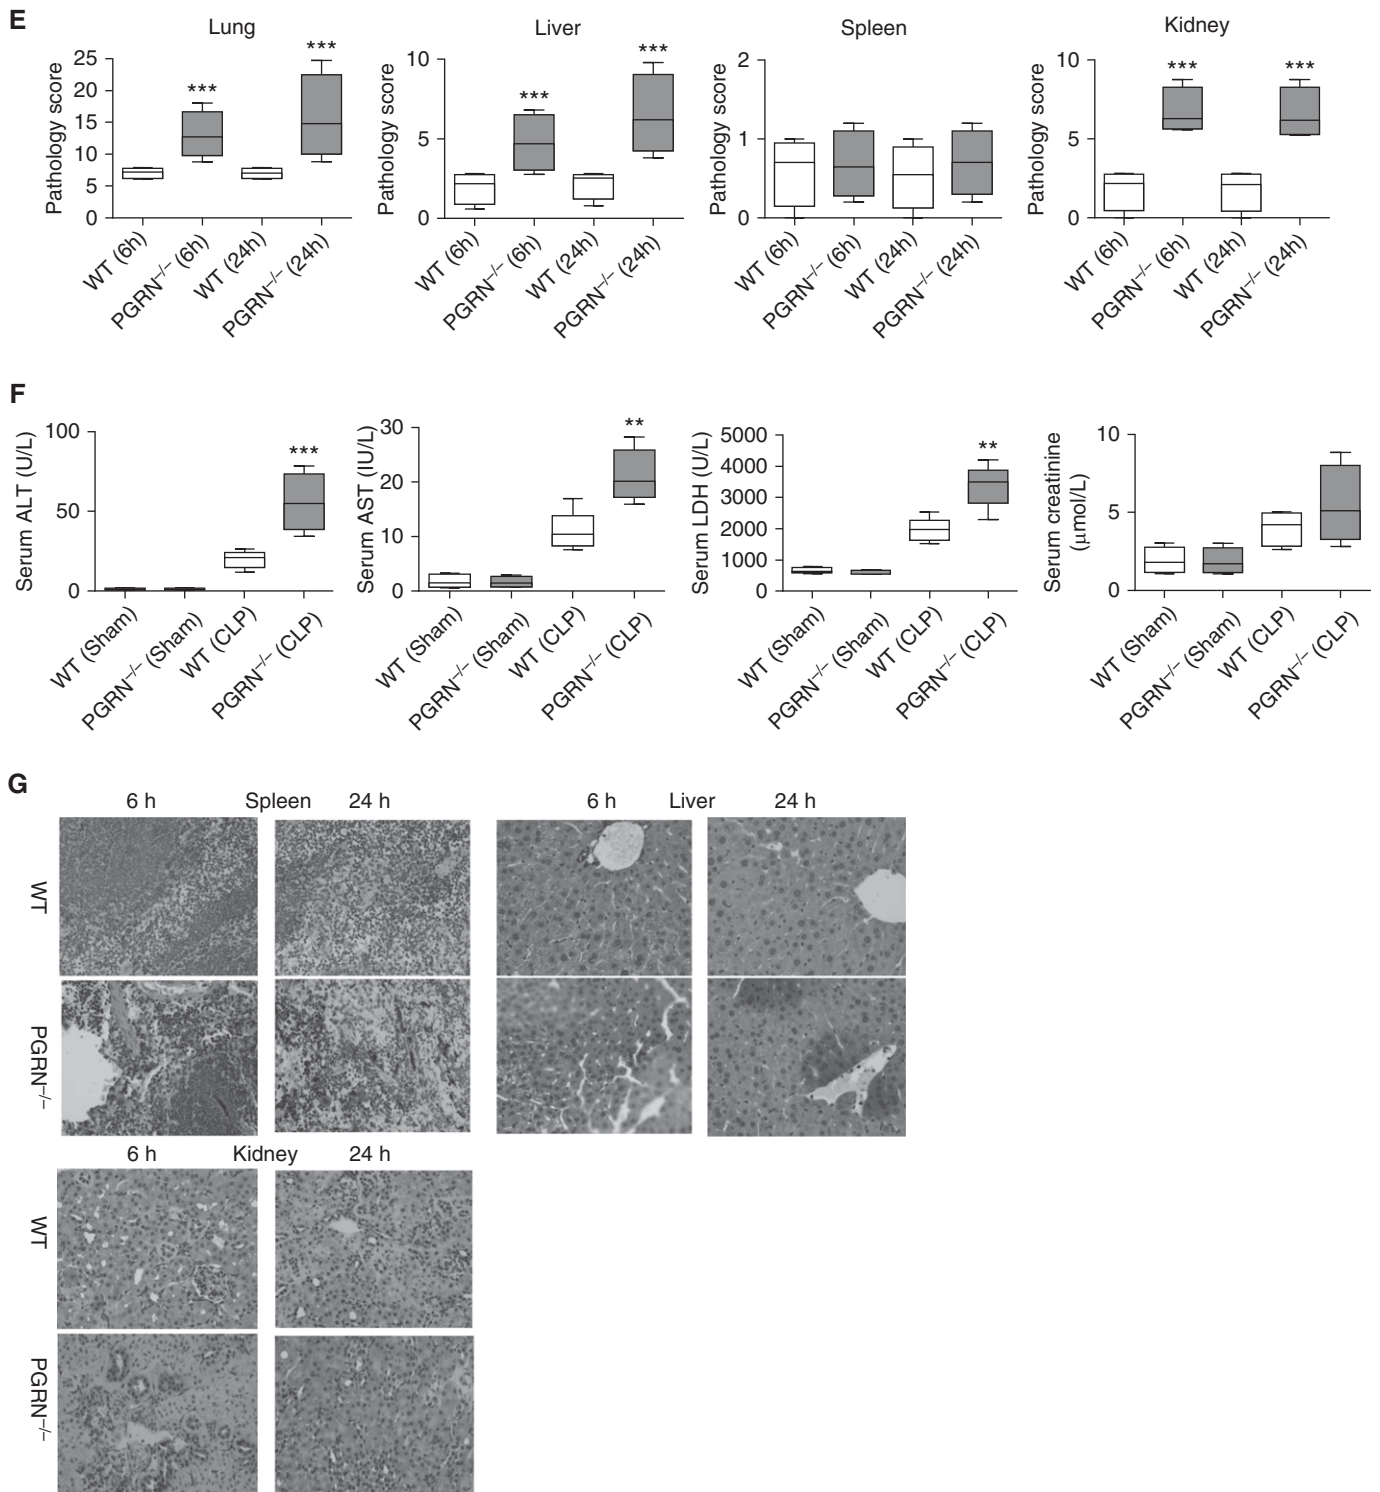 E
Lung
Liver
Spleen
Kidney
Pathology score
25
20
15
10
5
0
***
***
WT (6h)
PGRN−/− (6h)
WT (24h)
PGRN−/− (24h)
Pathology score
10
5
0
***
***
WT (6h)
PGRN−/− (6h)
WT (24h)
PGRN−/− (24h)
Pathology score
2
1
0
WT (6h)
PGRN−/− (6h)
WT (24h)
PGRN−/− (24h)
Pathology score
10
5
0
***
***
WT (6h)
PGRN−/− (6h)
WT (24h)
PGRN−/− (24h)
F
Serum ALT (U/L)
100
50
0
***
WT (Sham)
PGRN−/− (Sham)
WT (CLP)
PGRN−/− (CLP)
Serum AST (IU/L)
30
20
10
0
**
WT (Sham)
PGRN−/− (Sham)
WT (CLP)
PGRN−/− (CLP)
Serum LDH (U/L)
5000
4000
3000
2000
1000
0
**
WT (Sham)
PGRN−/− (Sham)
WT (CLP)
PGRN−/− (CLP)
Serum creatinine
(μmol/L)
10
5
0
WT (Sham)
PGRN−/− (Sham)
WT (CLP)
PGRN−/− (CLP)
G
6 h Spleen 24 h
6 h Liver 24 h
WT
PGRN−/−
6 h Kidney 24 h
WT
PGRN−/−